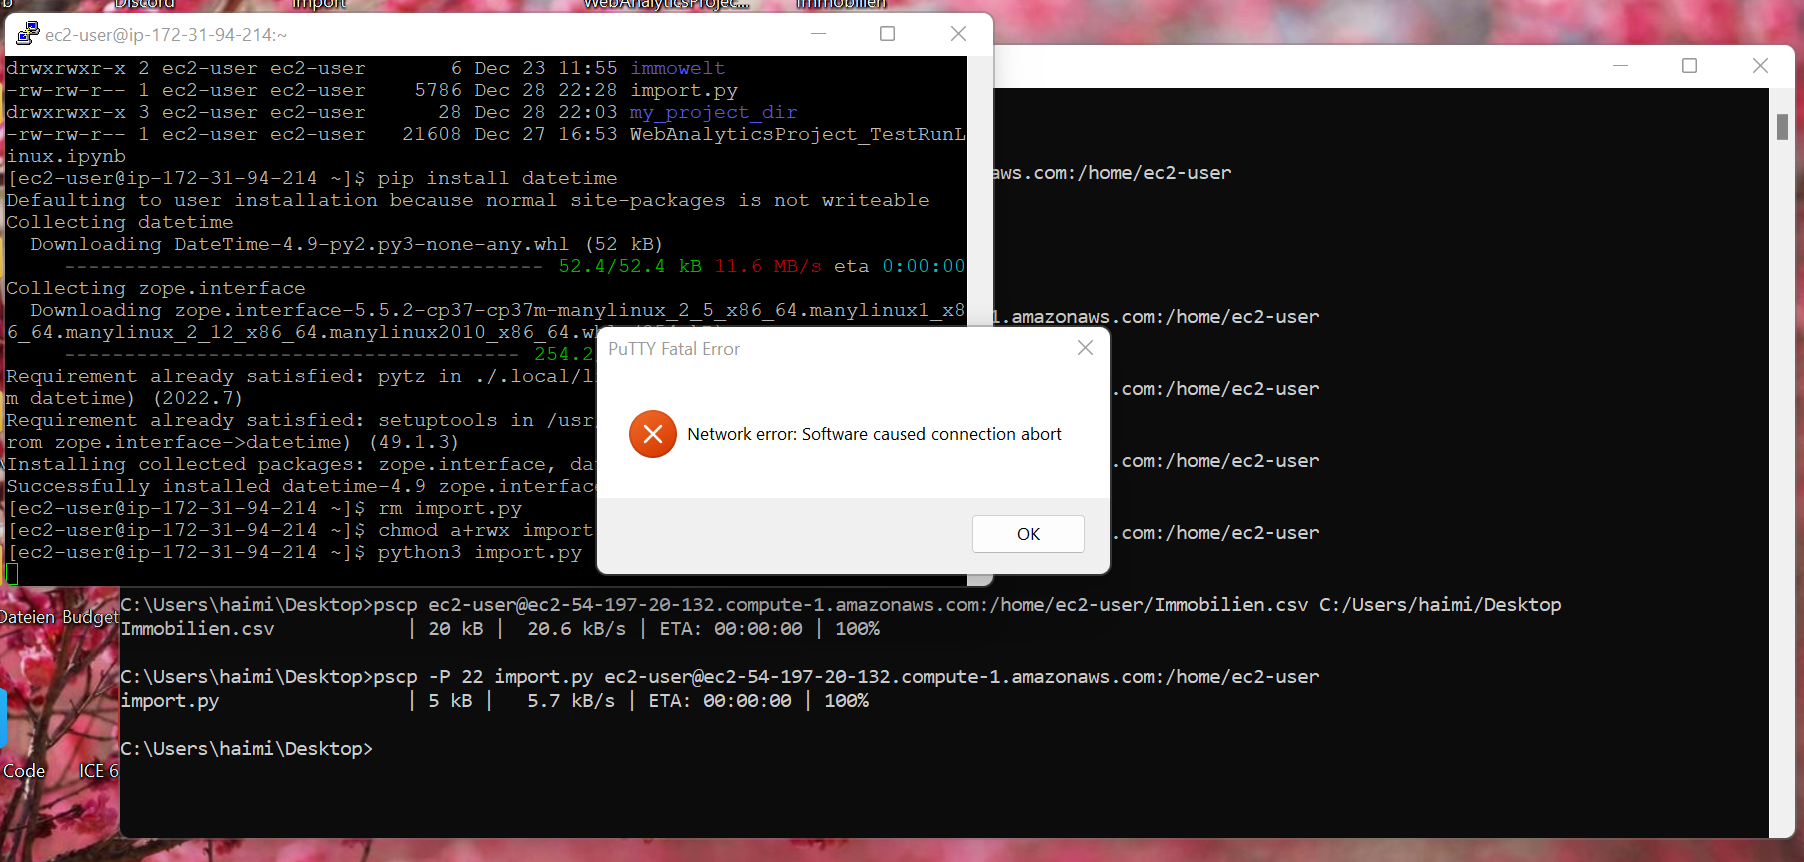 b
Discord
import
WebAnalyticsProjec...
Immobilien
ec2-user@ip-172-31-94-214:~
drwxrwxr-x 2 ec2-user ec2-user 6 Dec 23 11:55 immowelt
-rw-rw-r-- 1 ec2-user ec2-user 5786 Dec 28 22:28 import.py
drwxrwxr-x 3 ec2-user ec2-user 28 Dec 28 22:03 my_project_dir
-rw-rw-r-- 1 ec2-user ec2-user 21608 Dec 27 16:53 WebAnalyticsProject_TestRunL
inux.ipynb
[ec2-user@ip-172-31-94-214 ~]$ pip install datetime
Defaulting to user installation because normal site-packages is not writeable
Collecting datetime
Downloading DateTime-4.9-py2.py3-none-any.whl (52 kB)
---------------------------------------- 52.4/52.4 kB 11.6 MB/s eta 0:00:00
Collecting zope.interface
Downloading zope.interface-5.5.2-cp37-cp37m-manylinux_2_5_x86_64.manylinux1_x8
6_64.manylinux_2_12_x86_64.manylinux2010_x86_64.w
-------------------------------------- 254.2
Requirement already satisfied: pytz in ./.local/l
m datetime) (2022.7)
Requirement already satisfied: setuptools in /usr
rom zope.interface->datetime) (49.1.3)
Installing collected packages: zope.interface, da
Successfully installed datetime-4.9 zope.interfac
[ec2-user@ip-172-31-94-214 ~]$ rm import.py
[ec2-user@ip-172-31-94-214 ~]$ chmod a+rwx import
[ec2-user@ip-172-31-94-214 ~]$ python3 import.py
PuTTY Fatal Error
Network error: Software caused connection abort
OK
aws.com:/home/ec2-user
1.amazonaws.com:/home/ec2-user
.com:/home/ec2-user
.com:/home/ec2-user
.com:/home/ec2-user
C:\Users\haimi\Desktop>pscp ec2-user@ec2-54-197-20-132.compute-1.amazonaws.com:/home/ec2-user/Immobilien.csv C:/Users/haimi/Desktop
Immobilien.csv | 20 kB | 20.6 kB/s | ETA: 00:00:00 | 100%
C:\Users\haimi\Desktop>pscp -P 22 import.py ec2-user@ec2-54-197-20-132.compute-1.amazonaws.com:/home/ec2-user
import.py | 5 kB | 5.7 kB/s | ETA: 00:00:00 | 100%
C:\Users\haimi\Desktop>
Dateien Budget
Code
ICE 6